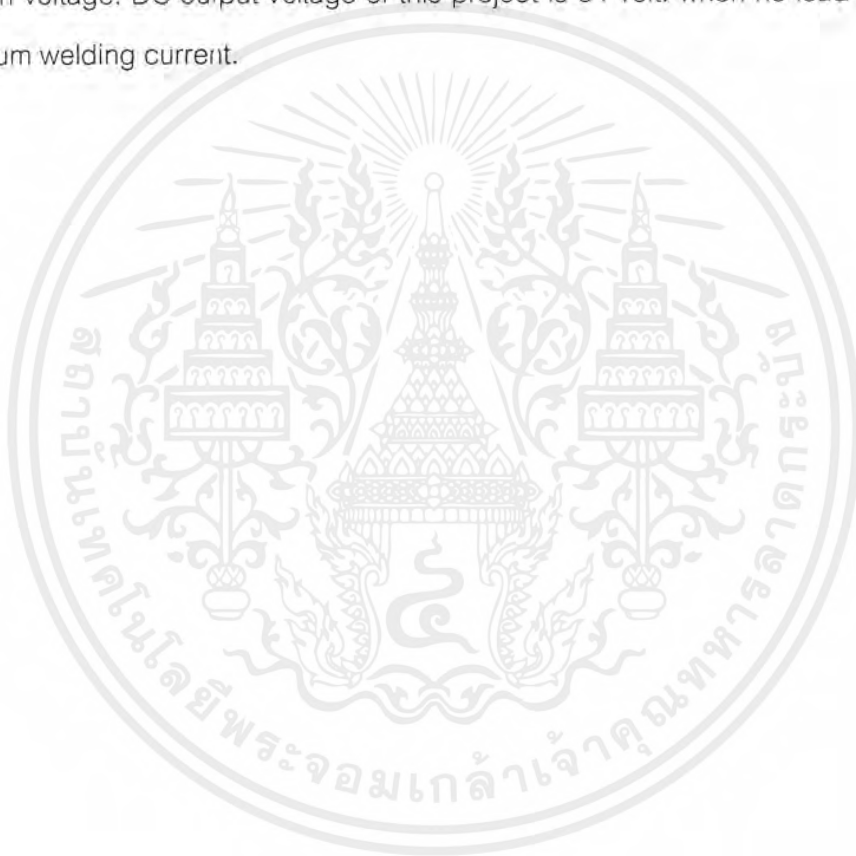 voltage. DC output voltage of this project is
when no load
welding current.
สถาบันเทคโนโลยีพระจอมเกล้าเจ้าคุณทหารลาดกระบัง